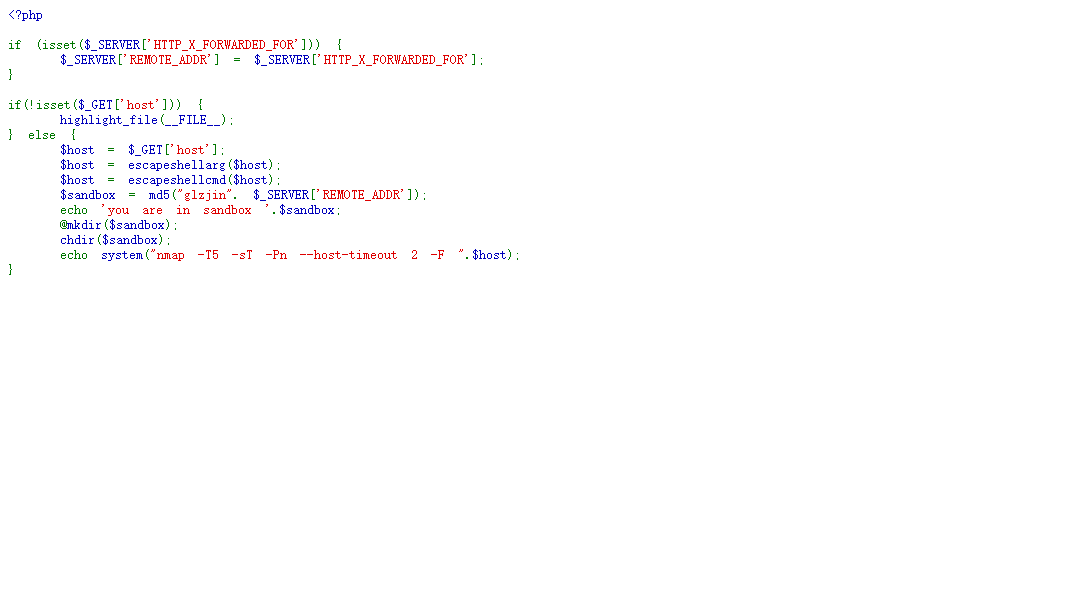 <?php
if (isset($_SERVER['HTTP_X_FORWARDED_FOR'])) {
$_SERVER['REMOTE_ADDR'] = $_SERVER['HTTP_X_FORWARDED_FOR'];
}
if(!isset($_GET['host'])) {
highlight_file(__FILE__);
} else {
$host = $_GET['host'];
$host = escapeshellarg($host);
$host = escapeshellcmd($host);
$sandbox = md5("glzjin". $_SERVER['REMOTE_ADDR']);
echo 'you are in sandbox '.$sandbox;
@mkdir($sandbox);
chdir($sandbox);
echo system("nmap -T5 -sT -Pn --host-timeout 2 -F ".$host);
}